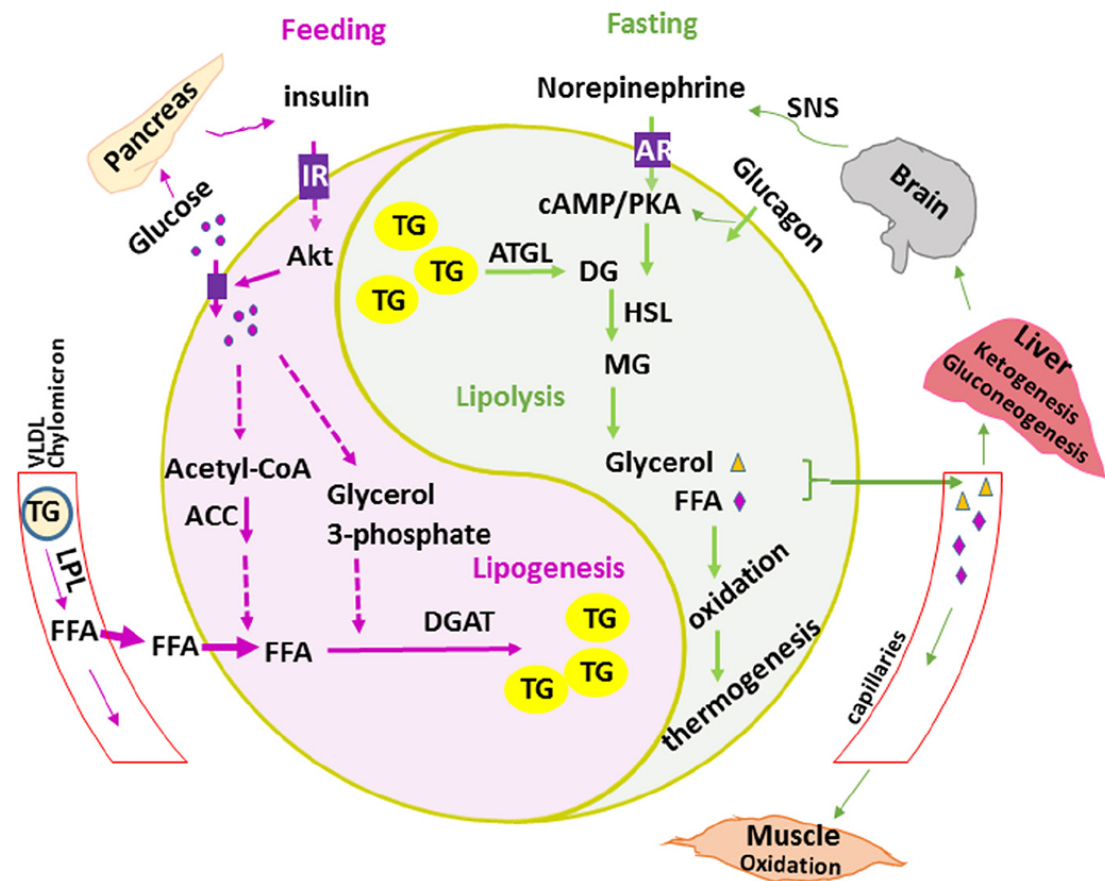 Feeding
Fasting
Pancreas
insulin
Norepinephrine
SNS
IR
AR
Brain
Glucose
Glucagon
cAMP/PKA
Akt
TG
TG
TG
ATGL
DG
HSL
MG
Lipolysis
Liver
Ketogenesis
Gluconeogenesis
VLDL
Chylomicron
TG
LPL
FFA
FFA
FFA
Acetyl-CoA
ACC
Glycerol
3-phosphate
Glycerol
FFA
Lipogenesis
DGAT
TG
TG
TG
oxidation
thermogenesis
capillaries
Muscle
Oxidation